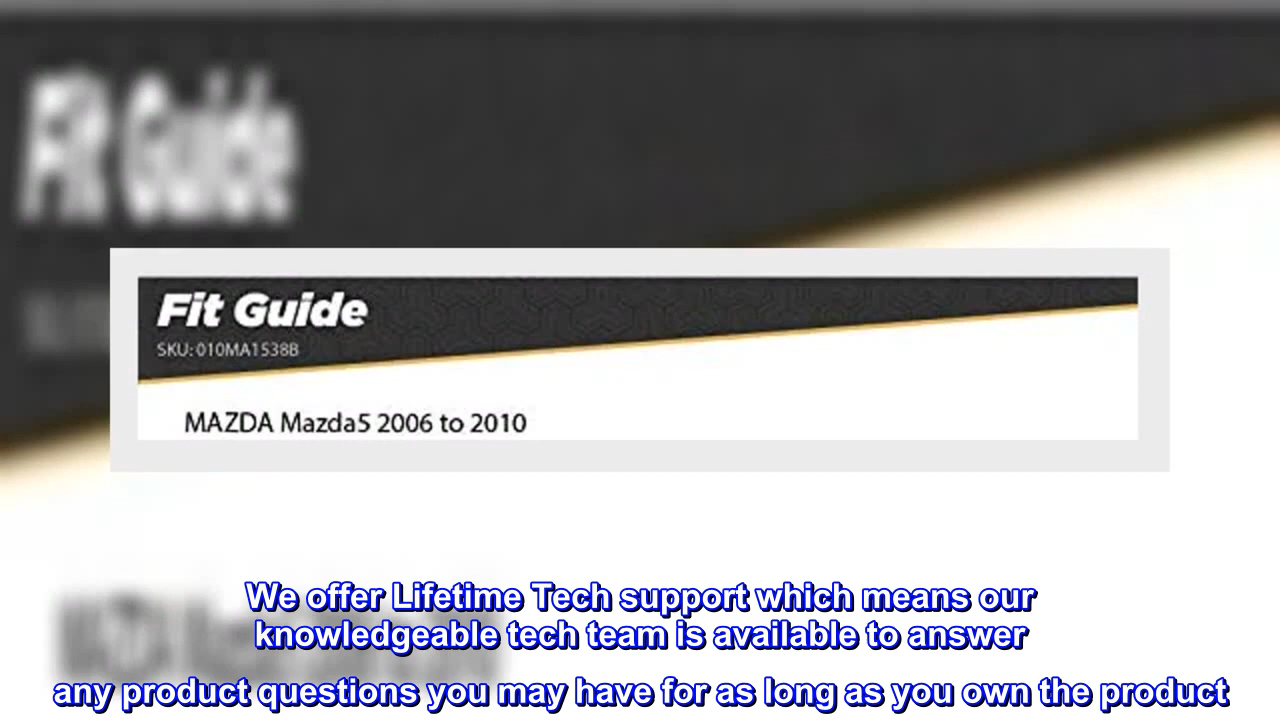 Fit Guide
Fit Guide
SKU: 010MA1538B
MAZDA Mazda5 2006 to 2010
We offer Lifetime Tech support which means our
knowledgeable tech team is available to answer
any product questions you may have for as long as you own the product